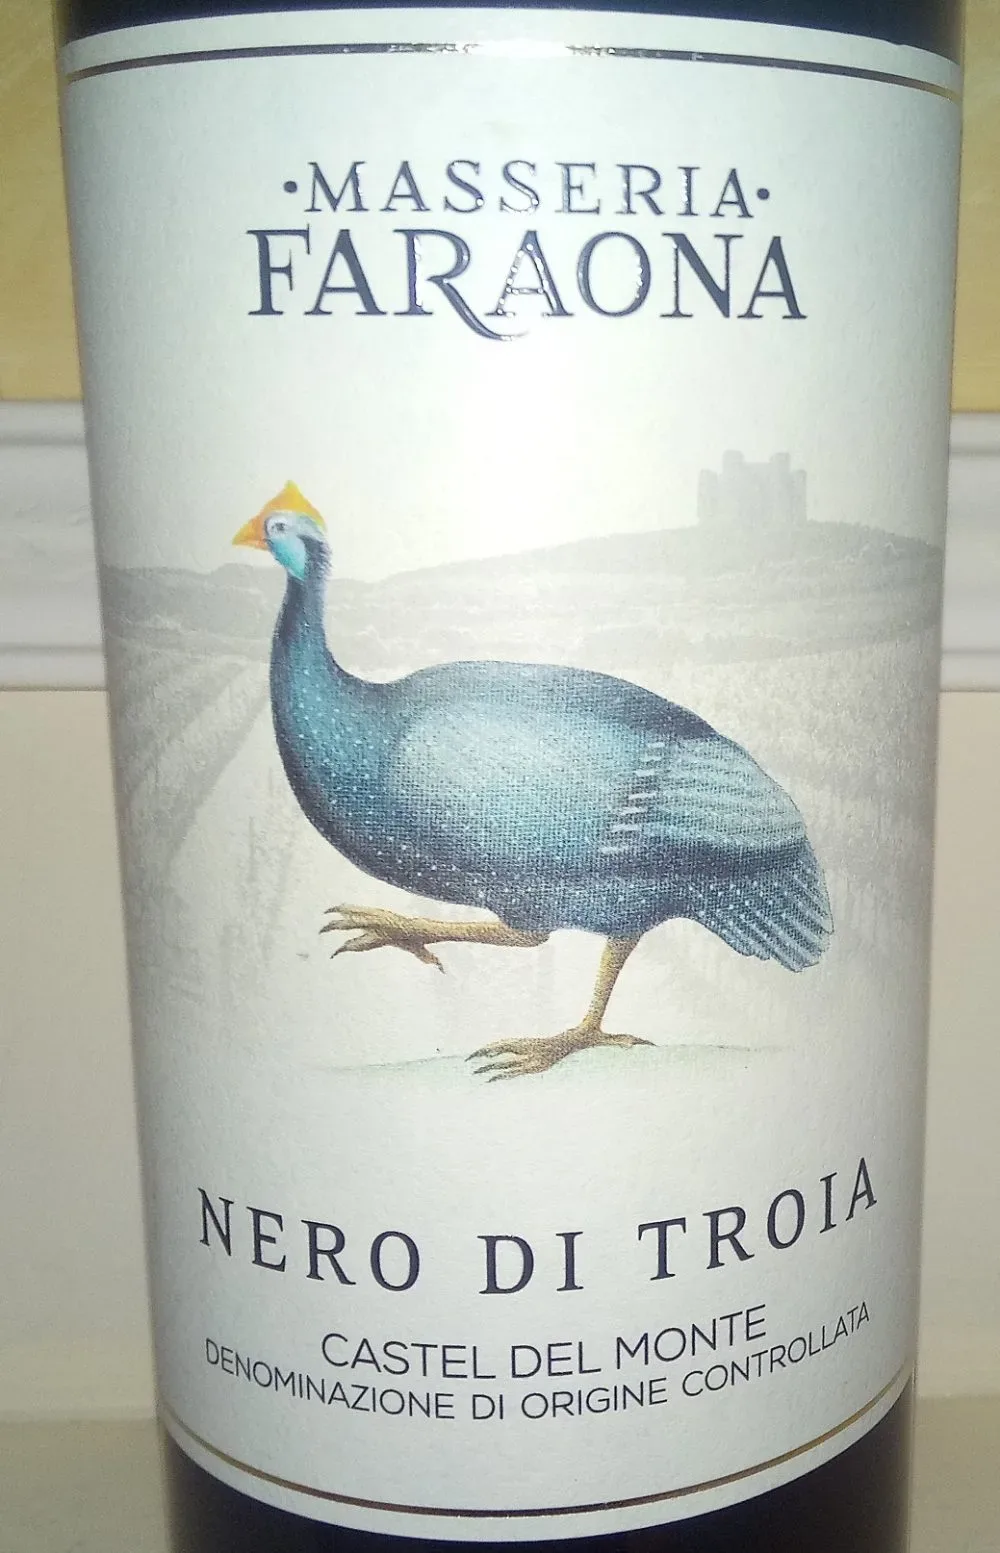 ·MASSERIA·
FARAONA
NERO DI TROIA
CASTEL DEL MONTE
DENOMINAZIONE DI ORIGINE CONTROLLATA